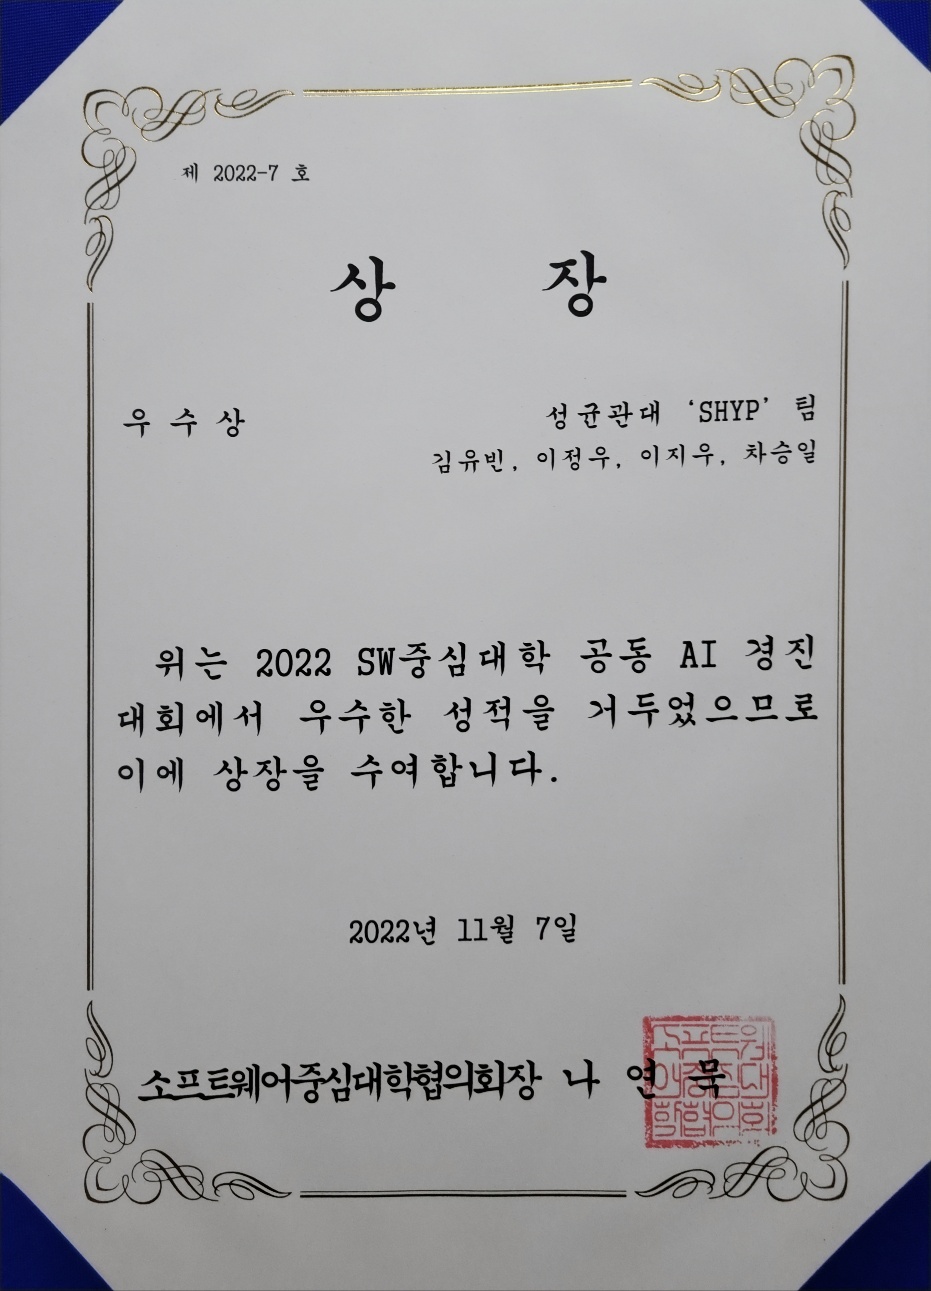 제 2022-7 호
상 장
우 수 상
성균관대 ‘SHYP’ 팀
김유빈, 이정우, 이지우, 차승일
위는 2022 SW중심대학 공동 AI 경진
대회에서 우수한 성적을 거두었으므로
이에 상장을 수여합니다.
2022년 11월 7일
소프트웨어중심대학협의회장 나 연 묵
소프트웨
어중심대
학협의회